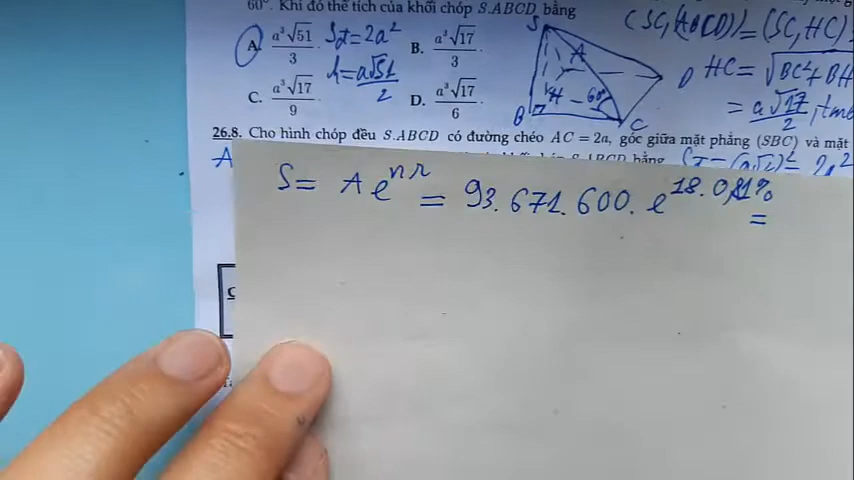 60°. Khi đó thể tích của khối chóp S.ABCD bằng
A. a³√51/3. Sđ=2a² B. a³√17/3.
h=a√51/2
C. a³√17/9 D. a³√17/6.
S A B C D H 60°
(SC,(ABCD))=(SC,HC)
HC=√BC²+BH
=a√17/2
26.8. Cho hình chóp đều S.ABCD có đường chéo AC = 2a, góc giữa mặt phẳng (SBC) và mặt
S= Ae^nr = 93.671.600.e^18.0,81%
=